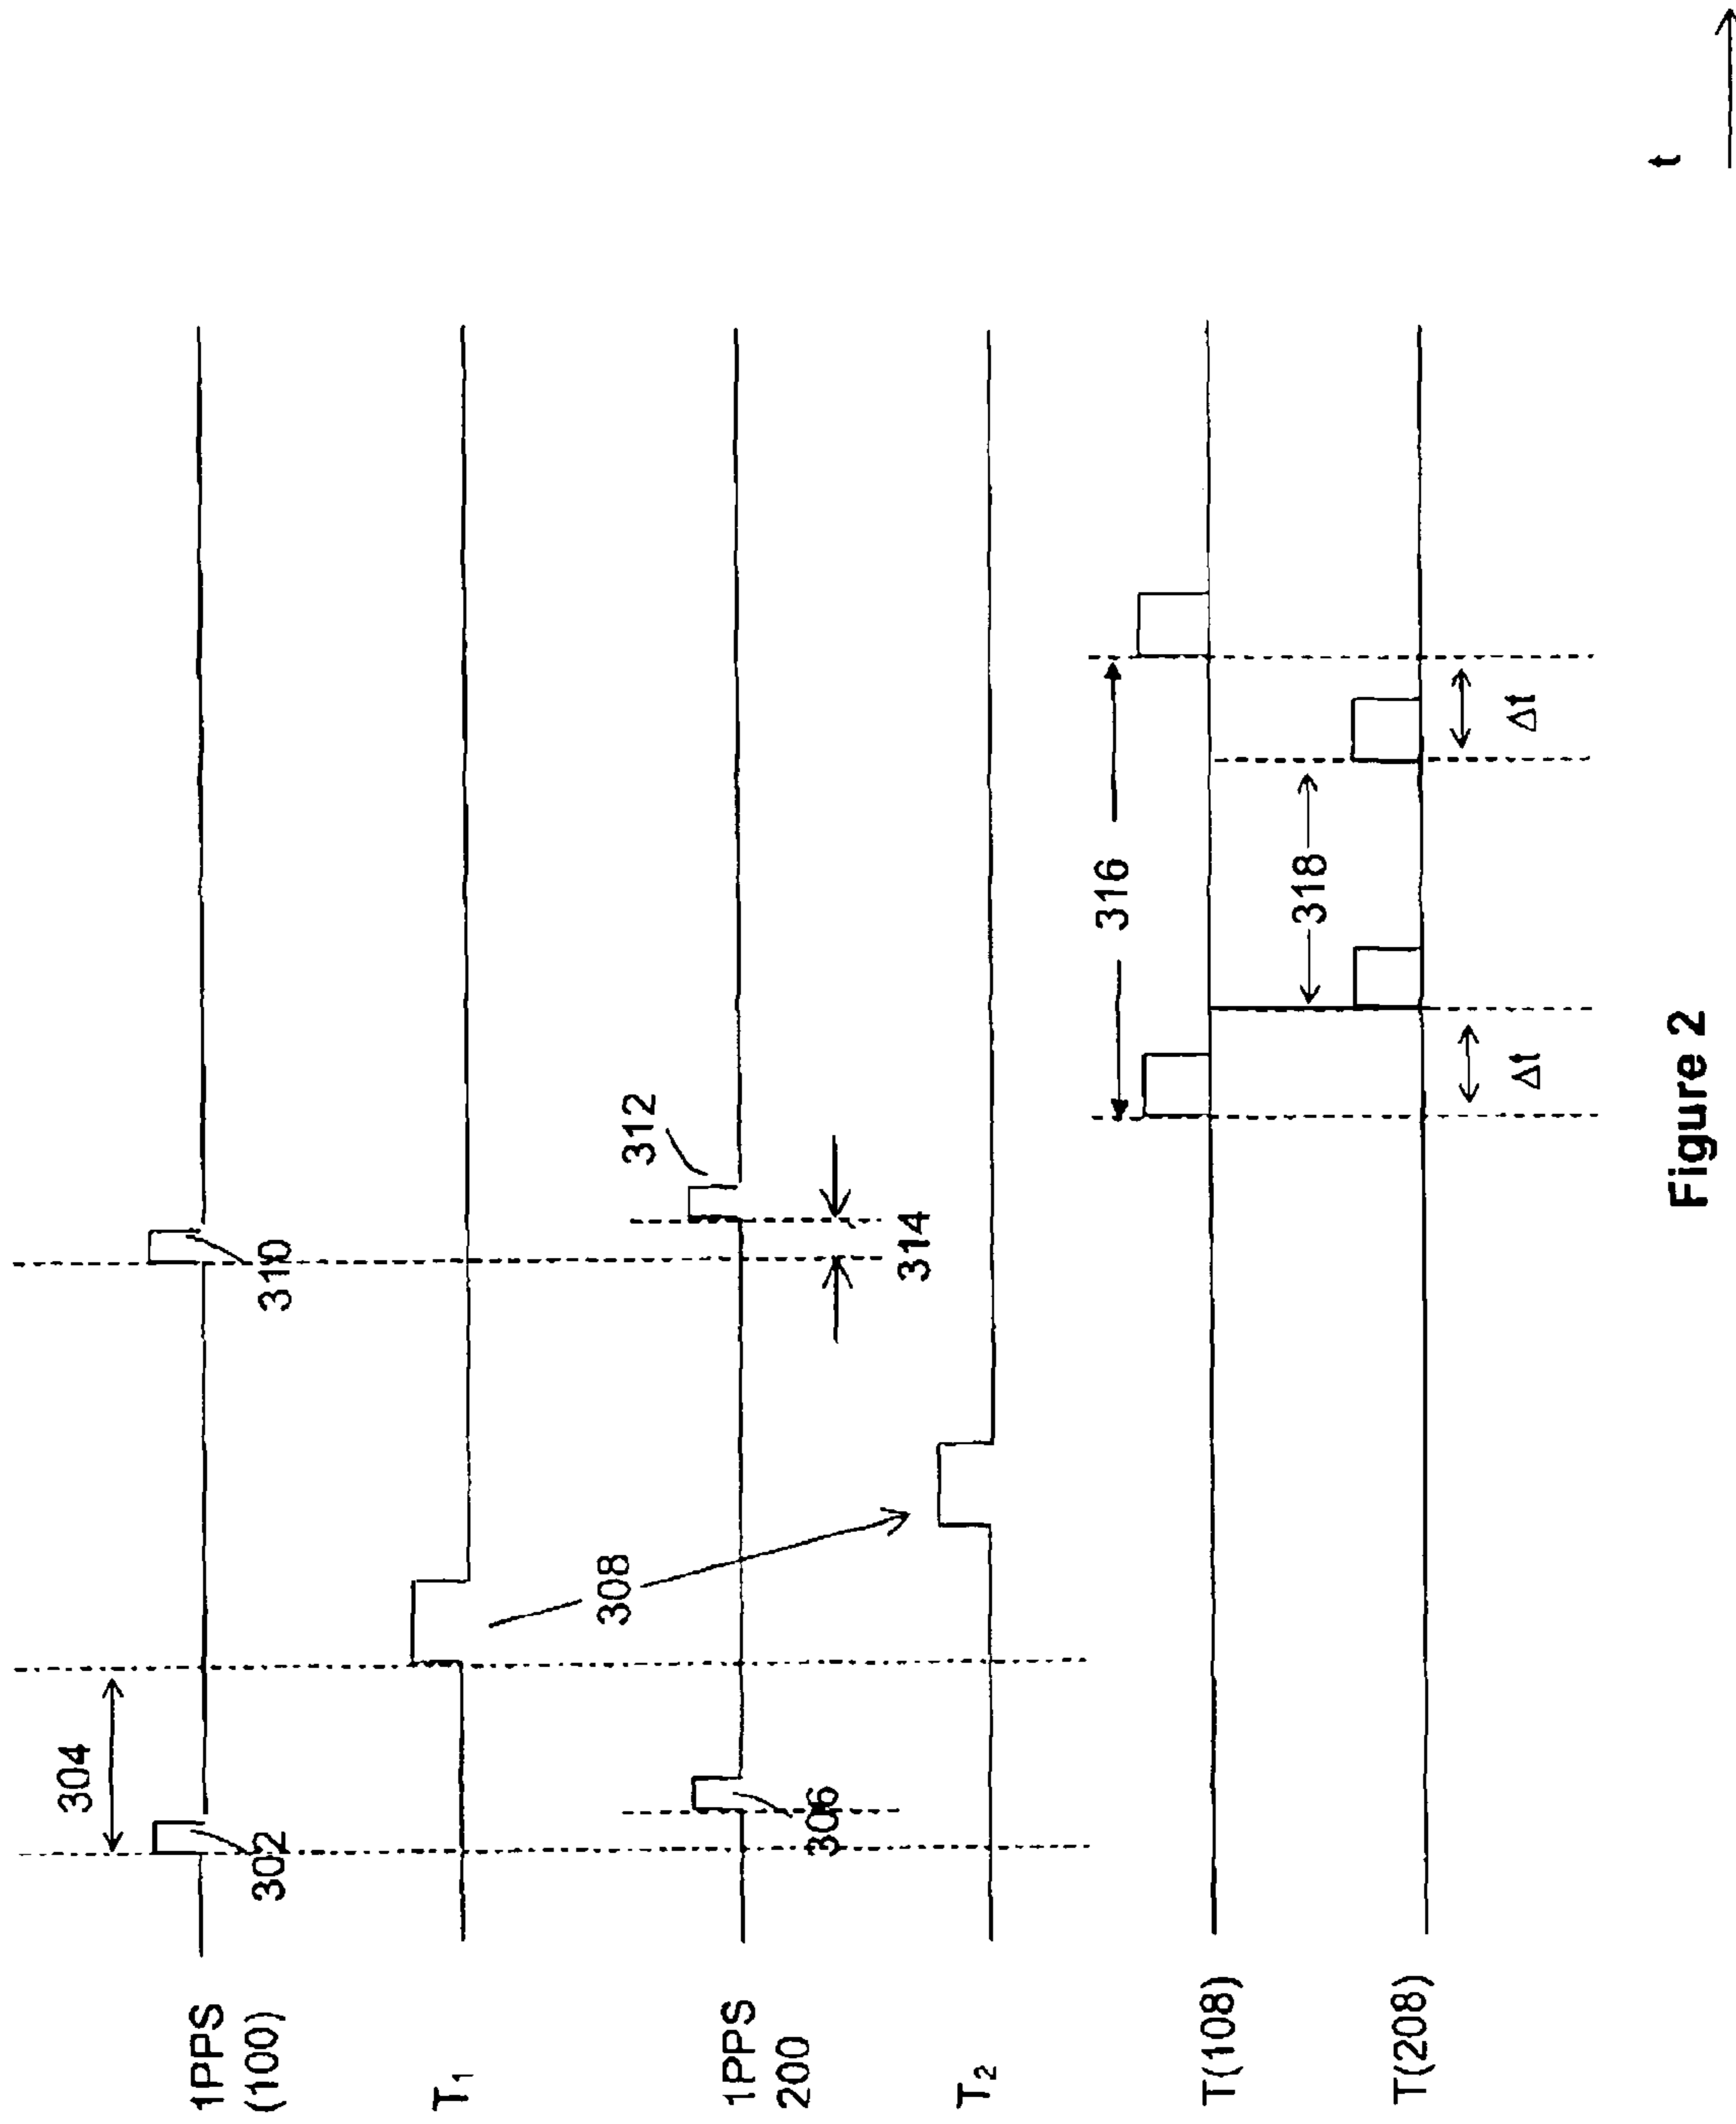 1PPS
(100)
302
304
310
T1
308
1PPS
200
306
312
314
T2
T(108)
316
318
T(208)
Δt
Δt
t
Figure 2